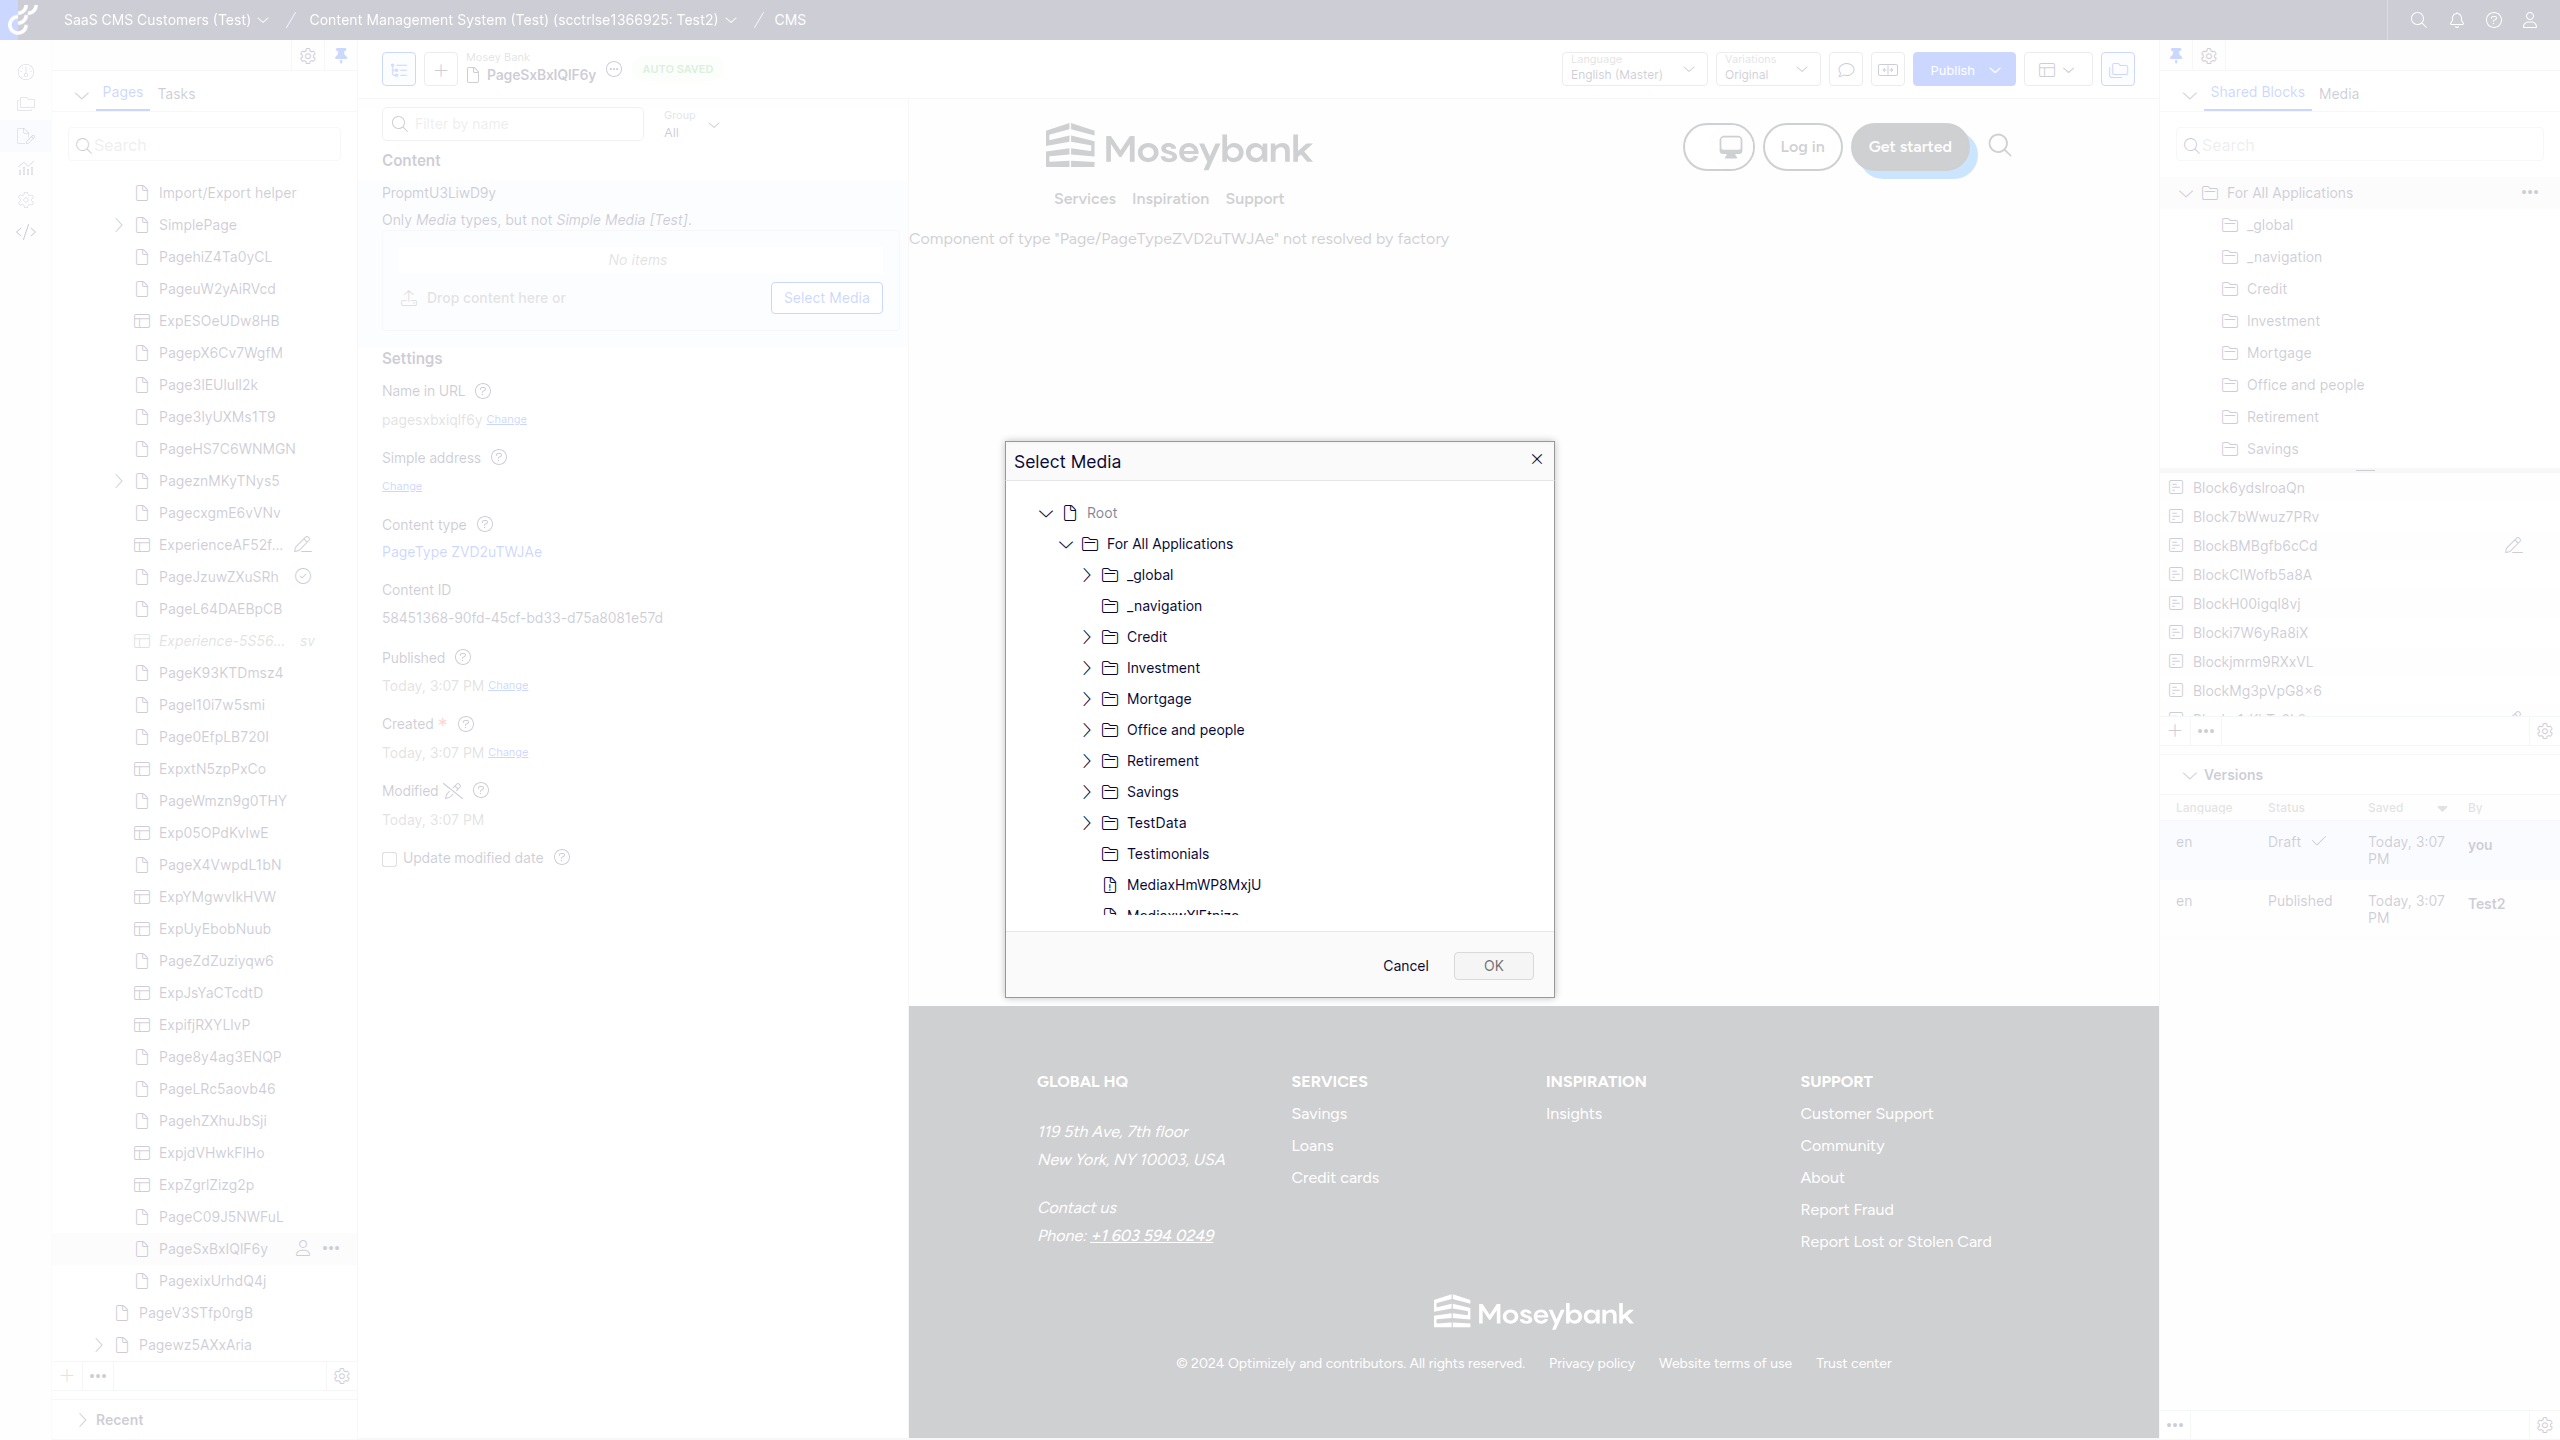 SaaS CMS Customers (Test) / Content Management System (Test) (scctrlse1366925: Test2) / CMS
Pages Tasks
Search
Import/Export helper
SimplePage
PagehiZ4Ta0yCL
PageuW2yAiRVcd
ExpESOeUDw8HB
PagepX6Cv7WgfM
Page3IEUIuIl2k
Page3IyUXMs1T9
PageHS7C6WNMGN
PageznMKyTNys5
PagecxgmE6vVNv
ExperienceAF52f...
PageJzuwZXuSRh
PageL64DAEBpCB
Experience-5S56... sv
PageK93KTDmsz4
PageI10i7w5smi
Page0EfpLB720I
ExpxtN5zpPxCo
PageWmzn9g0THY
Exp05OPdKvIwE
PageX4VwpdL1bN
ExpYMgwvIkHVW
ExpUyEbobNuub
PageZdZuziyqw6
ExpJsYaCTcdtD
ExpifjRXYLIvP
Page8y4ag3ENQP
PageLRc5aovb46
PagehZXhuJbSji
ExpjdVHwkFIHo
ExpZgrIZizg2p
PageC09J5NWFuL
PageSxBxIQIF6y
PagexixUrhdQ4j
PageV3STfp0rgB
Pagewz5AXxAria
Recent
Mosey Bank
PageSxBxIQIF6y
AUTO SAVED
Language
English (Master)
Variations
Original
Publish
Filter by name
Group
All
Content
PropmtU3LiwD9y
Only Media types, but not Simple Media [Test].
No items
Drop content here or
Select Media
Settings
Name in URL
pagesxbxiqlf6y Change
Simple address
Change
Content type
PageType ZVD2uTWJAe
Content ID
58451368-90fd-45cf-bd33-d75a8081e57d
Published
Today, 3:07 PM Change
Created *
Today, 3:07 PM Change
Modified
Today, 3:07 PM
Update modified date
Moseybank
Log in
Get started
Services Inspiration Support
Component of type "Page/PageTypeZVD2uTWJAe" not resolved by factory
Select Media
Root
For All Applications
_global
_navigation
Credit
Investment
Mortgage
Office and people
Retirement
Savings
TestData
Testimonials
MediaxHmWP8MxjU
Cancel
OK
GLOBAL HQ
119 5th Ave, 7th floor
New York, NY 10003, USA
Contact us
Phone: +1 603 594 0249
SERVICES
Savings
Loans
Credit cards
INSPIRATION
Insights
SUPPORT
Customer Support
Community
About
Report Fraud
Report Lost or Stolen Card
Moseybank
© 2024 Optimizely and contributors. All rights reserved. Privacy policy Website terms of use Trust center
Shared Blocks Media
Search
For All Applications
_global
_navigation
Credit
Investment
Mortgage
Office and people
Retirement
Savings
Block6ydsIroaQn
Block7bWwuz7PRv
BlockBMBgfb6cCd
BlockCIWofb5a8A
BlockH00igqI8vj
Blocki7W6yRa8iX
Blockjmrm9RXxVL
BlockMg3pVpG8x6
Versions
Language Status Saved By
en Draft Today, 3:07 PM you
en Published Today, 3:07 PM Test2